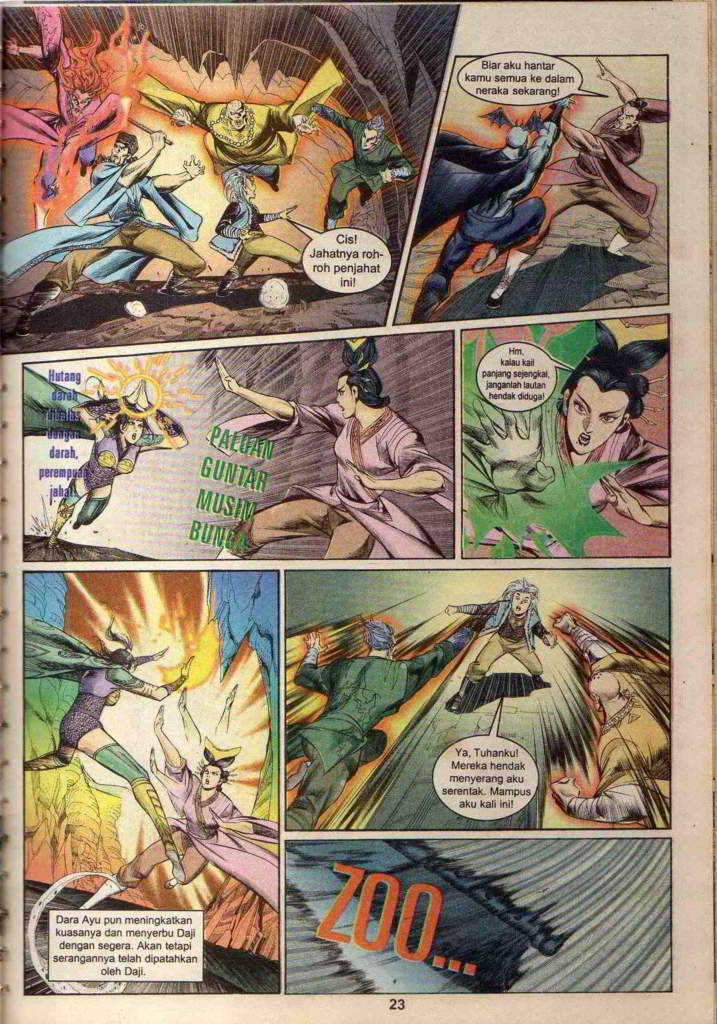 Cis!
Jahatnya roh-
roh penjahat
ini!
Biar aku hantar
kamu semua ke dalam
neraka sekarang!
Hutang
darah
dibalas
dengan
darah,
perempuan
jahat!
PALUAN
GUNTAR
MUSIM
BUNGA
Hm,
kalau kail
panjang sejengkal,
janganlah lautan
hendak diduga!
Dara Ayu pun meningkatkan
kuasanya dan menyerbu Daji
dengan segera. Akan tetapi
serangannya telah dipatahkan
oleh Daji.
Ya, Tuhanku!
Mereka hendak
menyerang aku
serentak. Mampus
aku kali ini!
ZOO...
23